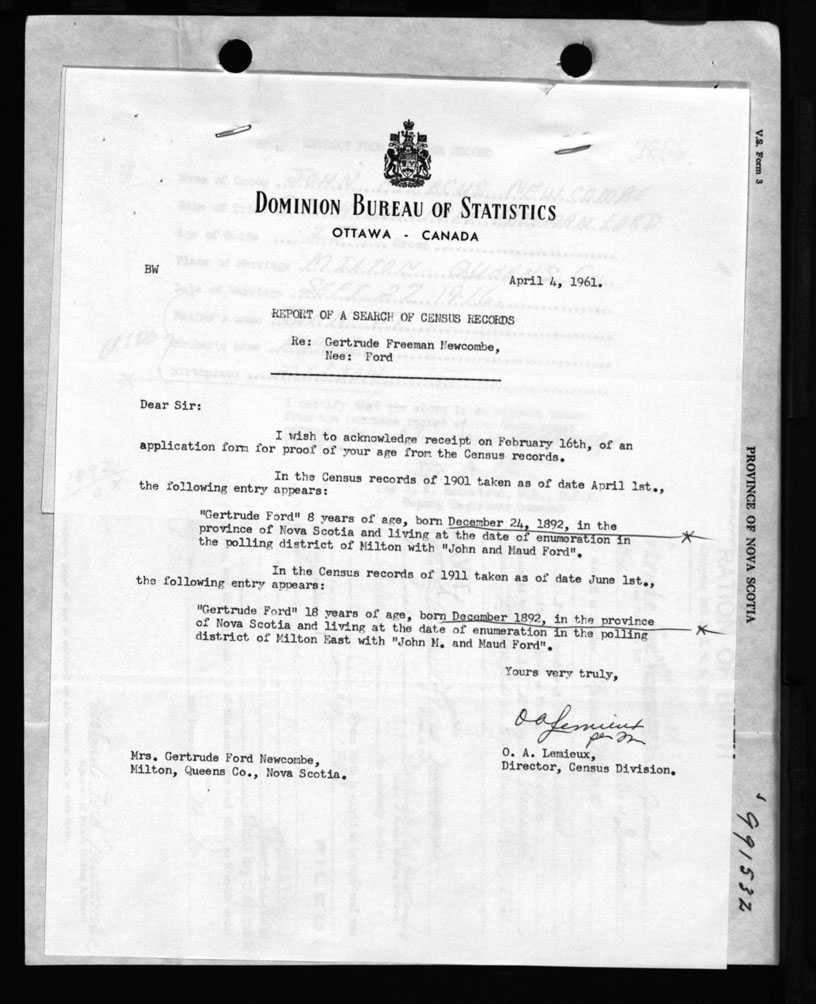 DOMINION BUREAU OF STATISTICS
OTTAWA - CANADA
BW
April 4, 1961.
REPORT OF A SEARCH OF CENSUS RECORDS
Re: Gertrude Freeman Newcombe,
Nee: Ford
Dear Sir:
I wish to acknowledge receipt on February 16th, of an
application form for proof of your age from the Census records.
In the Census records of 1901 taken as of date April 1st.,
the following entry appears:
"Gertrude Ford" 8 years of age, born December 24, 1892, in the
province of Nova Scotia and living at the date of enumeration in
the polling district of Milton with "John and Maud Ford".
In the Census records of 1911 taken as of date June 1st.,
the following entry appears:
"Gertrude Ford" 18 years of age, born December 1892, in the province
of Nova Scotia and living at the date of enumeration in the polling
district of Milton East with "John M. and Maud Ford".
Yours very truly,
O A Lemieux
per
O. A. Lemieux,
Director, Census Division.
Mrs. Gertrude Ford Newcombe,
Milton, Queens Co., Nova Scotia.
V.S. Form 3
PROVINCE OF NOVA SCOTIA
991532